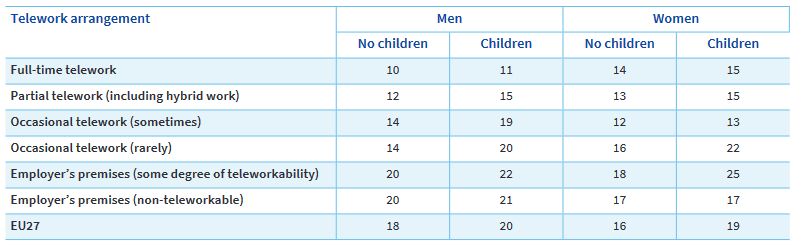 Telework arrangement Men Women
No children Children No children Children
Full-time telework 10 11 14 15
Partial telework (including hybrid work) 12 15 13 15
Occasional telework (sometimes) 14 19 12 13
Occasional telework (rarely) 14 20 16 22
Employer’s premises (some degree of teleworkability) 20 22 18 25
Employer’s premises (non-teleworkable) 20 21 17 17
EU27 18 20 16 19